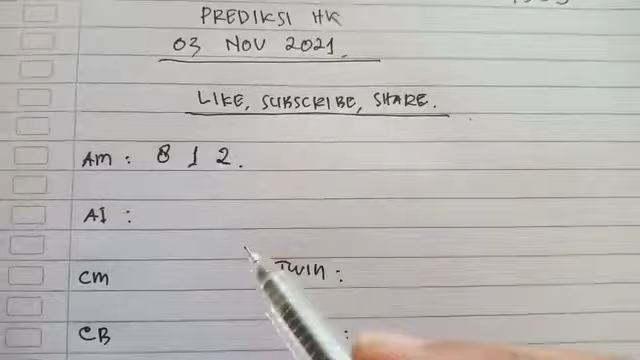 PREDIKSI HK
03 NOV 2021.
LIKE, SUBSCRIBE, SHARE.
AM : 8 1 2.
AI :
CM
TWIN :
CB
: